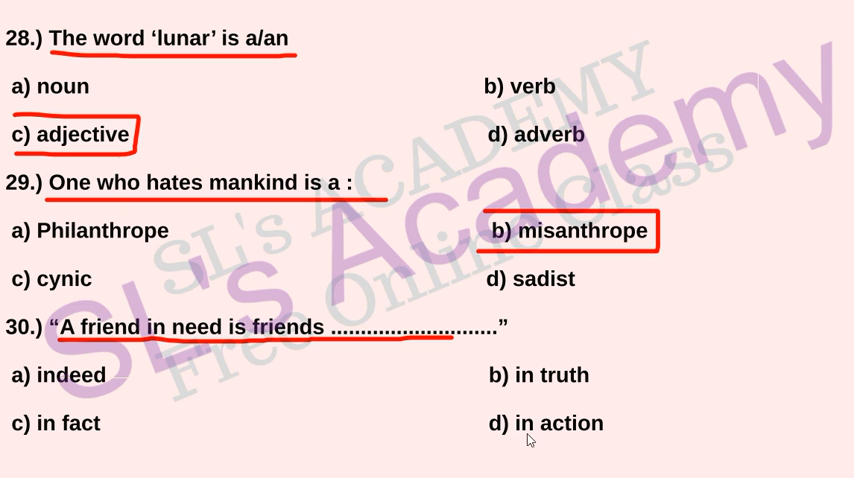 28.) The word ‘lunar’ is a/an
a) noun b) verb
c) adjective d) adverb
29.) One who hates mankind is a :
a) Philanthrope b) misanthrope
c) cynic d) sadist
30.) “A friend in need is friends ............................”
a) indeed b) in truth
c) in fact d) in action
SL's ACADEMY
Free Online Class
SL's Academy